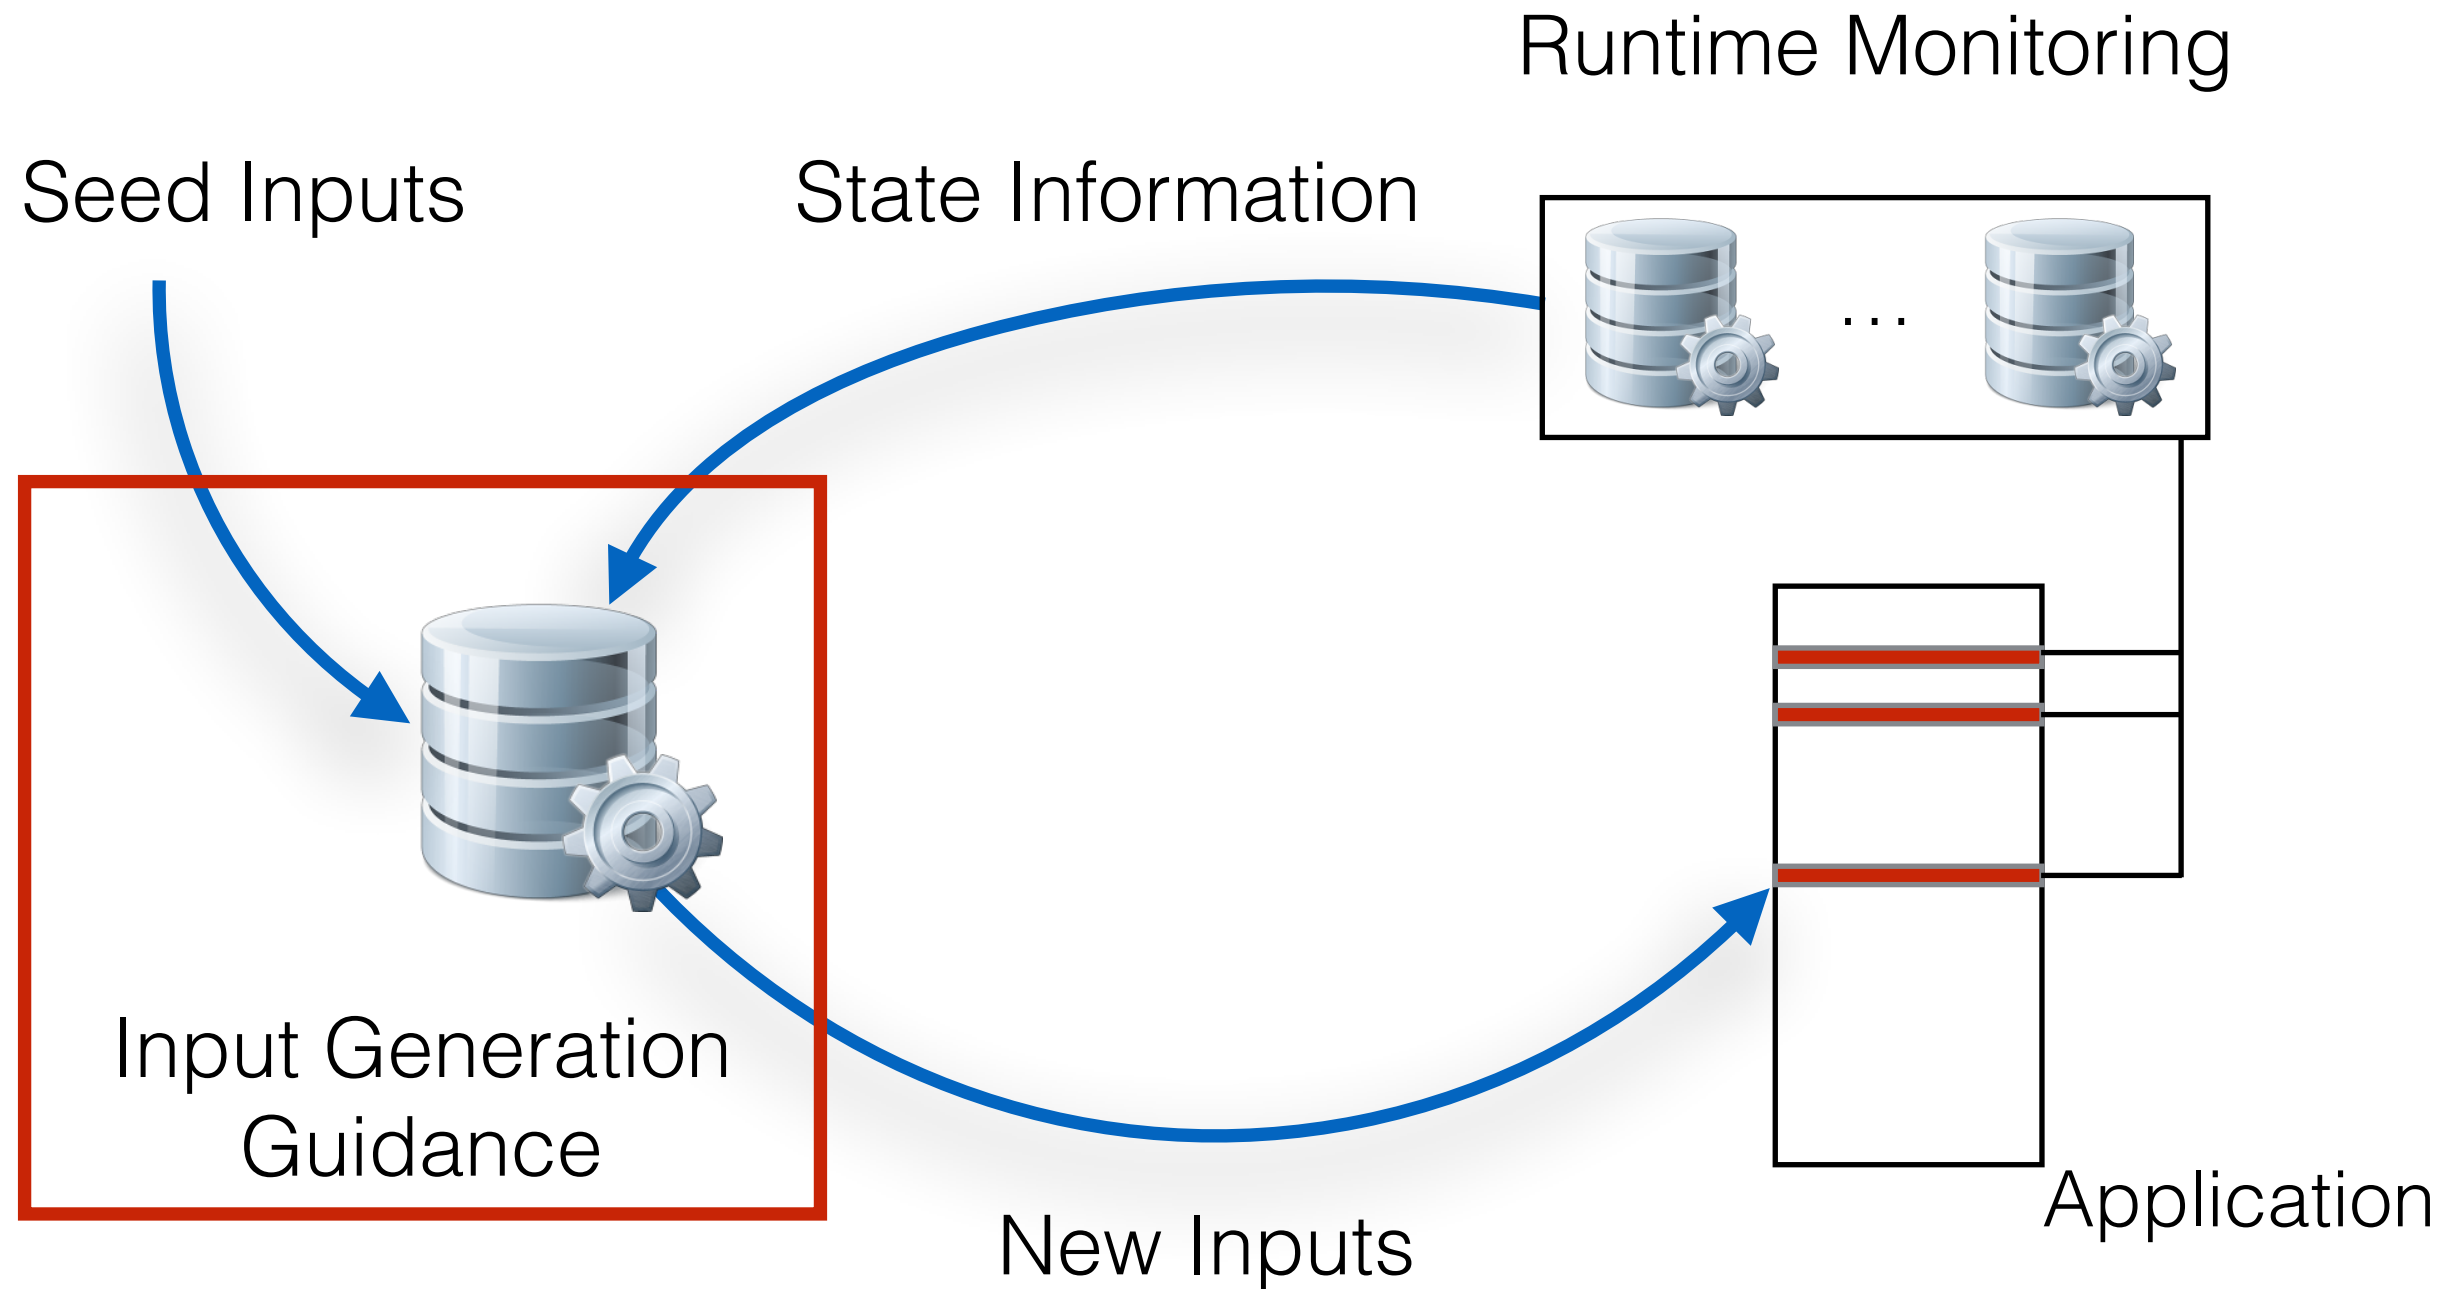 Runtime Monitoring
Seed Inputs
State Information
...
Input Generation
Guidance
Application
New Inputs